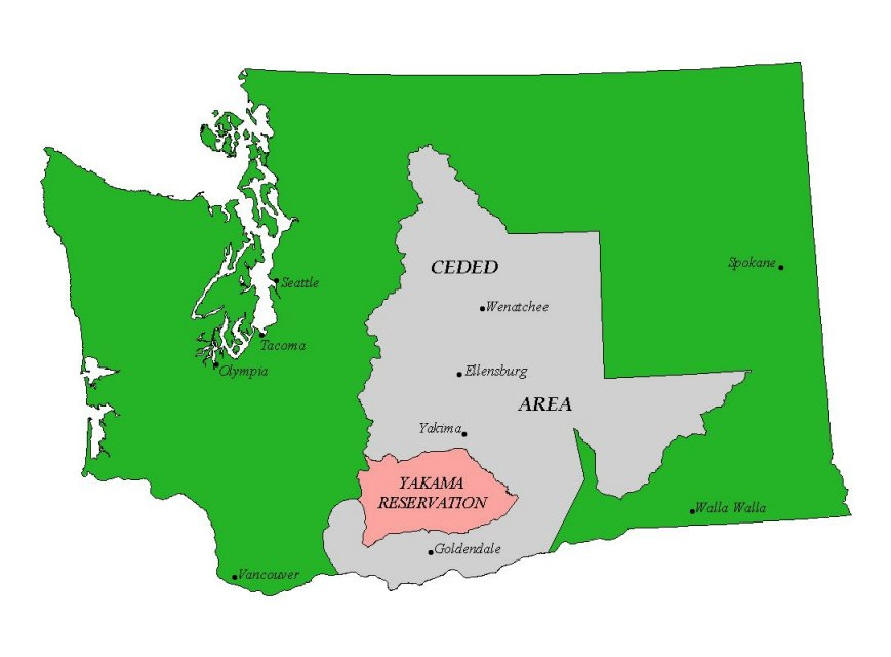 CEDED
Spokane
Seattle
Wenatchee
Tacoma
Olympia
Ellensburg
AREA
Yakima
YAKAMA
RESERVATION
Walla Walla
Goldendale
Vancouver